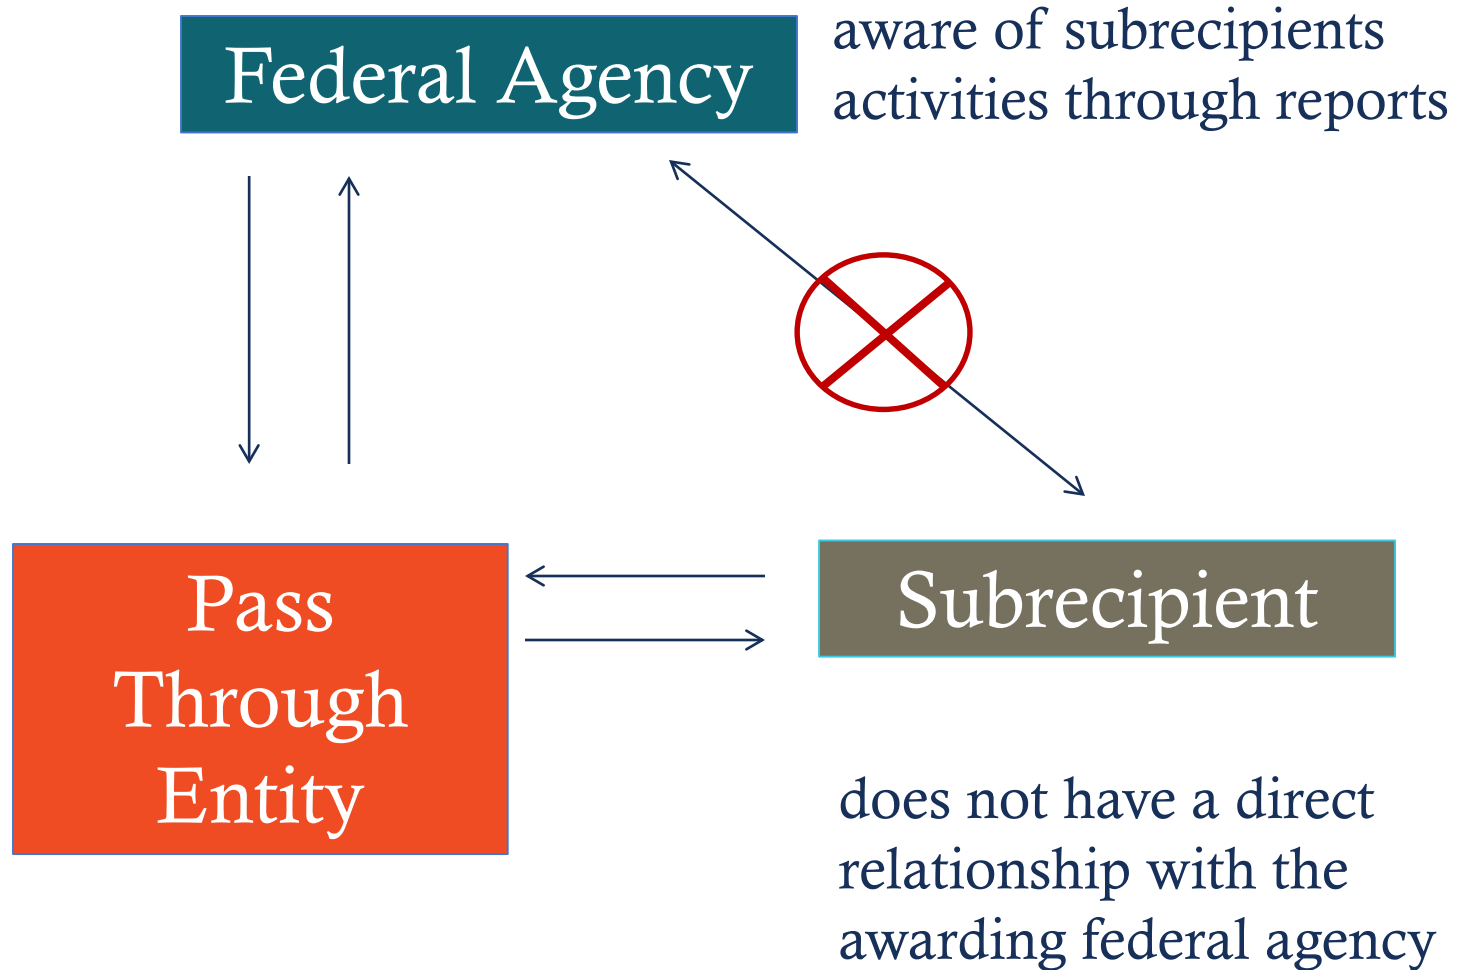 Federal Agency
aware of subrecipients
activities through reports
Pass
Through
Entity
Subrecipient
does not have a direct
relationship with the
awarding federal agency